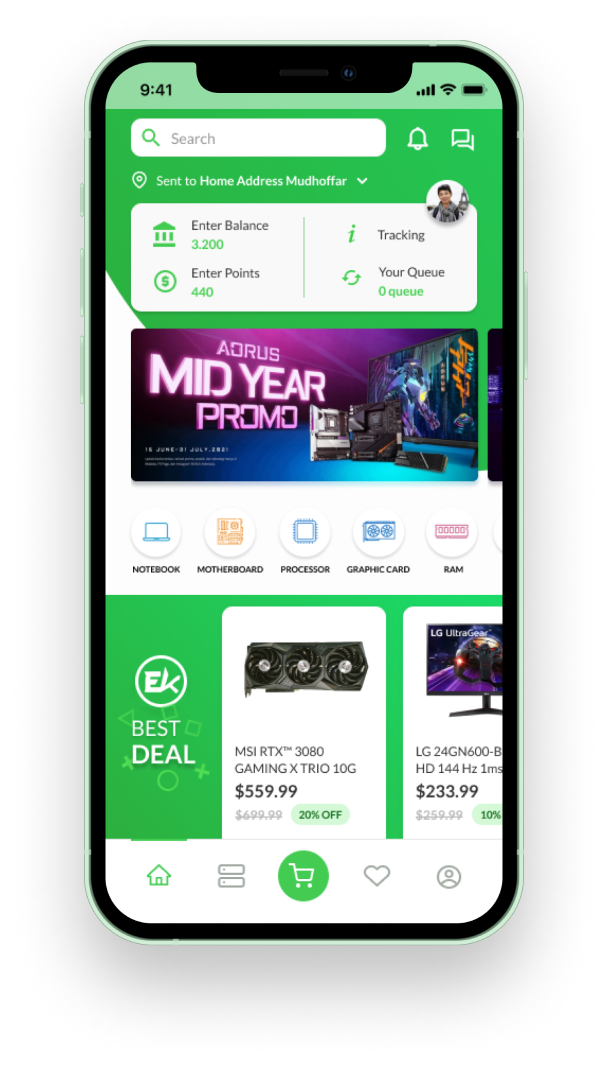 9:41
Search
Sent to Home Address Mudhoffar
Enter Balance
3.200
Tracking
Enter Points
440
Your Queue
0 queue
AORUS
MID YEAR
PROMO
15 JUNE-31 JULY,2021
NOTEBOOK
MOTHERBOARD
PROCESSOR
GRAPHIC CARD
RAM
EK
BEST
DEAL
MSI RTX™ 3080
GAMING X TRIO 10G
$559.99
$699.99 20% OFF
LG UltraGear
LG 24GN600-B
HD 144 Hz 1ms
$233.99
$259.99 10%